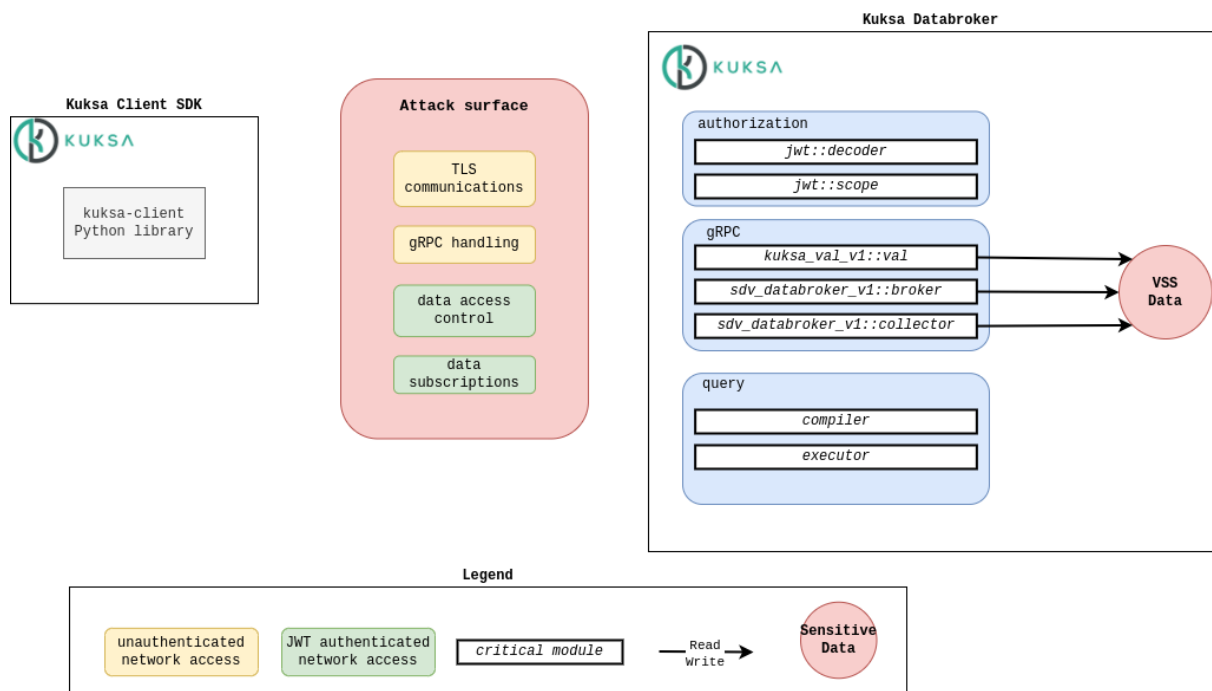 Kuksa Databroker
KUKSA
authorization
jwt::decoder
jwt::scope
gRPC
kuksa_val_v1::val
sdv_databroker_v1::broker
sdv_databroker_v1::collector
VSS
Data
query
compiler
executor
Kuksa Client SDK
KUKSA
kuksa-client
Python library
Attack surface
TLS
communications
gRPC handling
data access
control
data
subscriptions
Legend
unauthenticated
network access
JWT authenticated
network access
critical module
Read
Write
Sensitive
Data